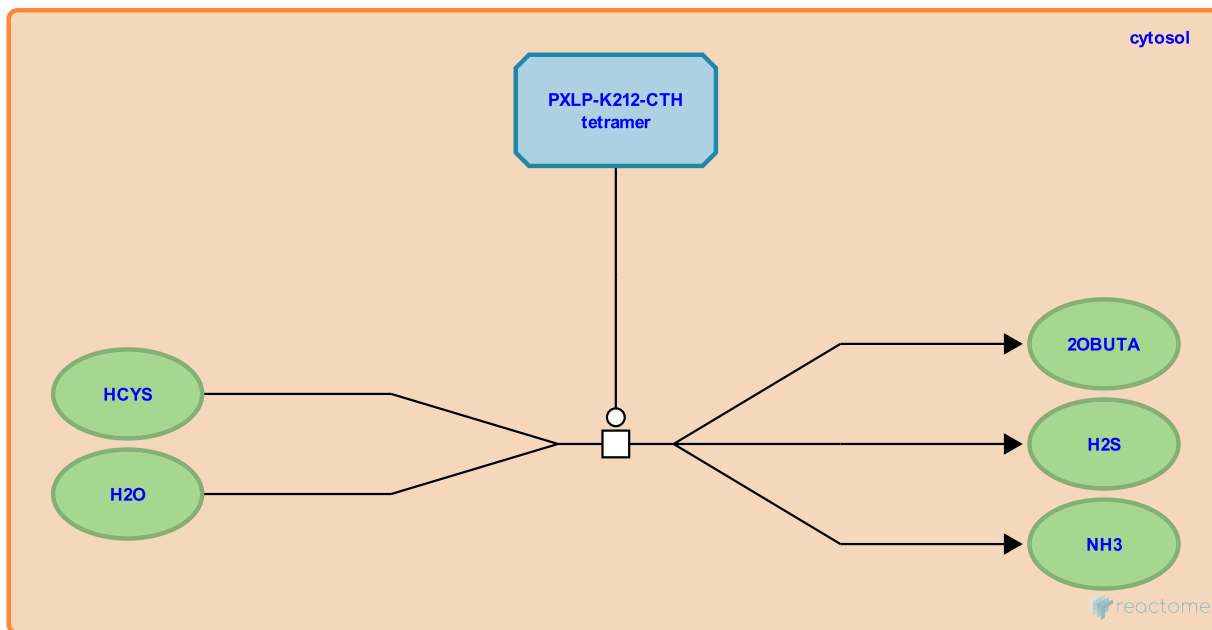 cytosol
PXLP-K212-CTH
tetramer
HCYS
H2O
2OBUTA
H2S
NH3
reactome